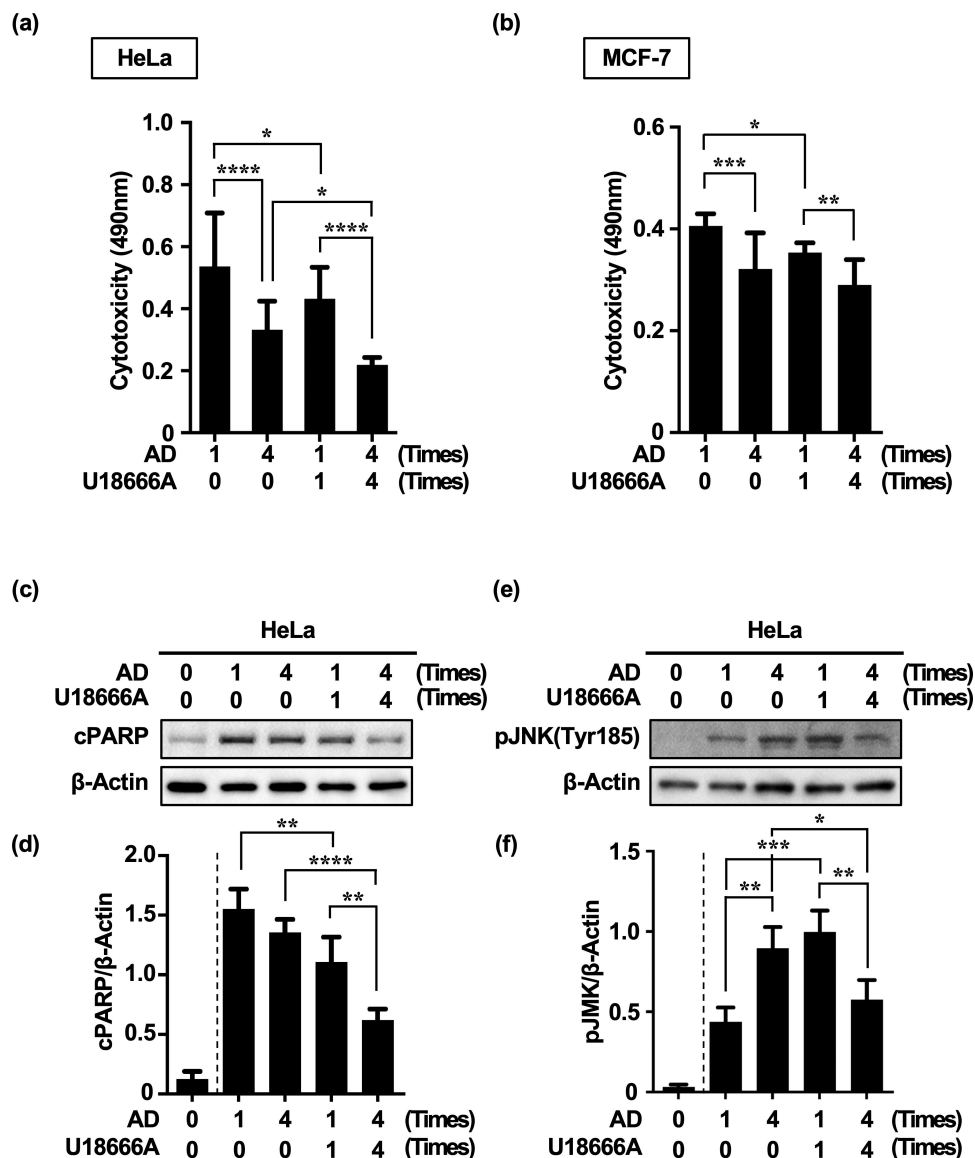 (a)
HeLa
1.0
0.8
0.6
0.4
0.2
0
Cytotoxicity (490nm)
*
****
*
****
AD 1 4 1 4 (Times)
U18666A 0 0 1 4 (Times)
(b)
MCF-7
0.6
0.4
0.2
0
Cytotoxicity (490nm)
*
***
**
AD 1 4 1 4 (Times)
U18666A 0 0 1 4 (Times)
(c)
HeLa
AD 0 1 4 1 4 (Times)
U18666A 0 0 0 1 4 (Times)
cPARP
β-Actin
(d)
2.0
1.5
1.0
0.5
0
cPARP/β-Actin
**
****
**
AD 0 1 4 1 4 (Times)
U18666A 0 0 0 1 4 (Times)
(e)
HeLa
AD 0 1 4 1 4 (Times)
U18666A 0 0 0 1 4 (Times)
pJNK(Tyr185)
β-Actin
(f)
1.5
1.0
0.5
0
pJMK/β-Actin
*
***
**
**
AD 0 1 4 1 4 (Times)
U18666A 0 0 0 1 4 (Times)